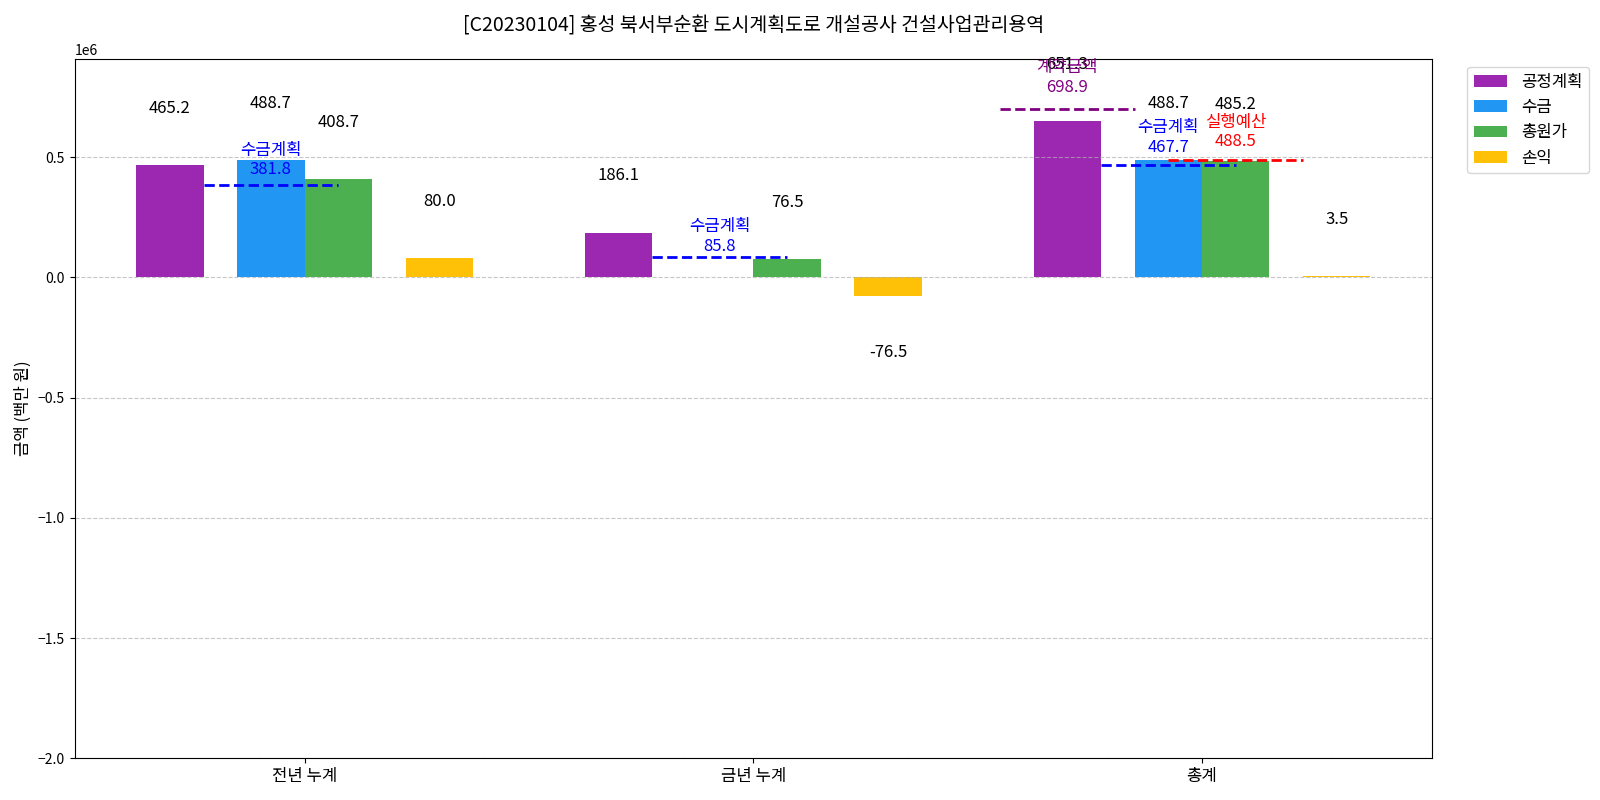 [C20230104] 홍성 북서부순환 도시계획도로 개설공사 건설사업관리용역
1e6
공정계획
수금
총원가
손익
금액 (백만 원)
0.5
0.0
−0.5
−1.0
−1.5
−2.0
465.2
488.7
408.7
수금계획
381.8
80.0
186.1
76.5
수금계획
85.8
-76.5
651.3
계약금액
698.9
488.7
485.2
수금계획
467.7
실행예산
488.5
3.5
전년 누계
금년 누계
총계